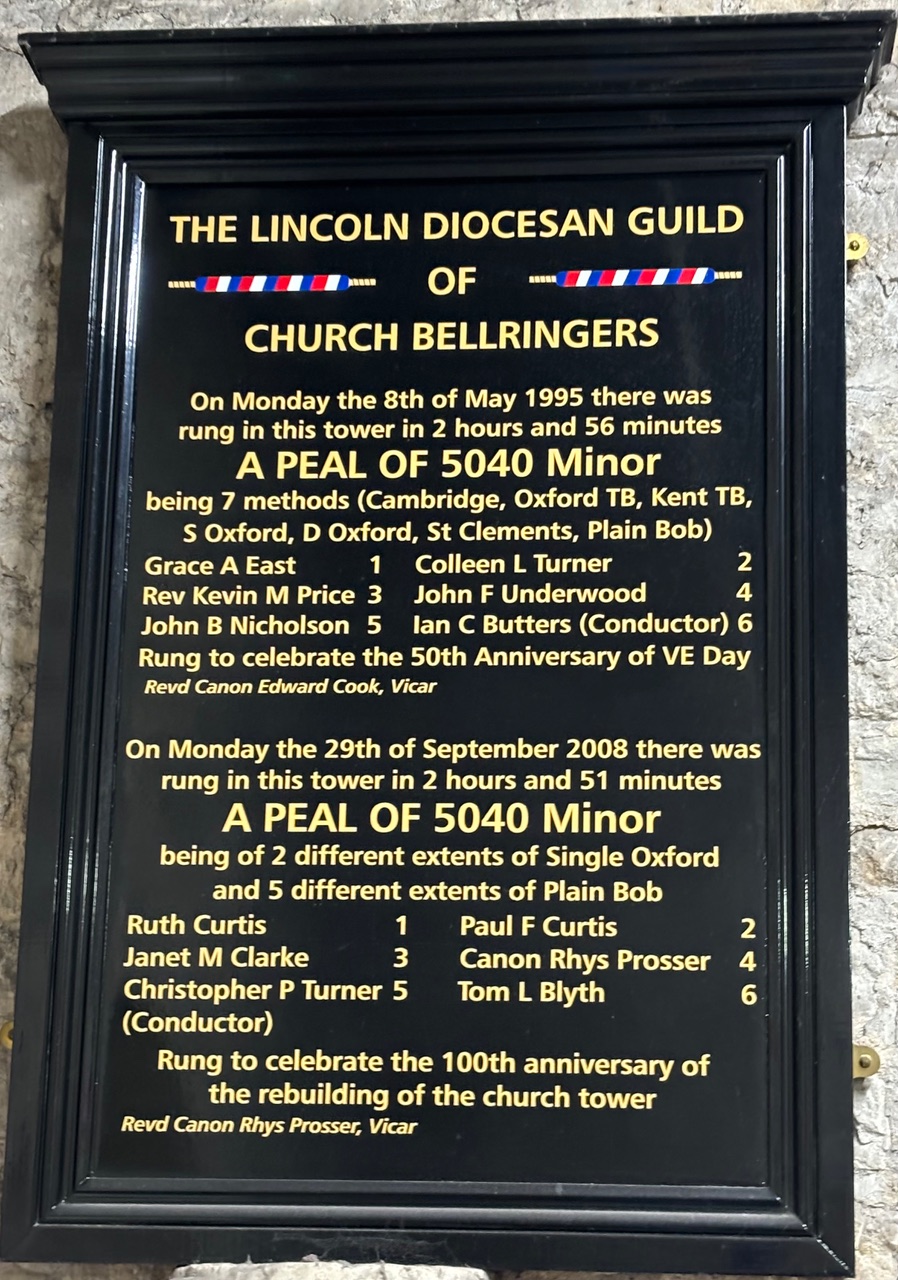 THE LINCOLN DIOCESAN GUILD
OF
CHURCH BELLRINGERS
On Monday the 8th of May 1995 there was
rung in this tower in 2 hours and 56 minutes
A PEAL OF 5040 Minor
being 7 methods (Cambridge, Oxford TB, Kent TB,
S Oxford, D Oxford, St Clements, Plain Bob)
Grace A East 1 Colleen L Turner 2
Rev Kevin M Price 3 John F Underwood 4
John B Nicholson 5 Ian C Butters (Conductor) 6
Rung to celebrate the 50th Anniversary of VE Day
Revd Canon Edward Cook, Vicar
On Monday the 29th of September 2008 there was
rung in this tower in 2 hours and 51 minutes
A PEAL OF 5040 Minor
being of 2 different extents of Single Oxford
and 5 different extents of Plain Bob
Ruth Curtis 1 Paul F Curtis 2
Janet M Clarke 3 Canon Rhys Prosser 4
Christopher P Turner 5 Tom L Blyth 6
(Conductor)
Rung to celebrate the 100th anniversary of
the rebuilding of the church tower
Revd Canon Rhys Prosser, Vicar